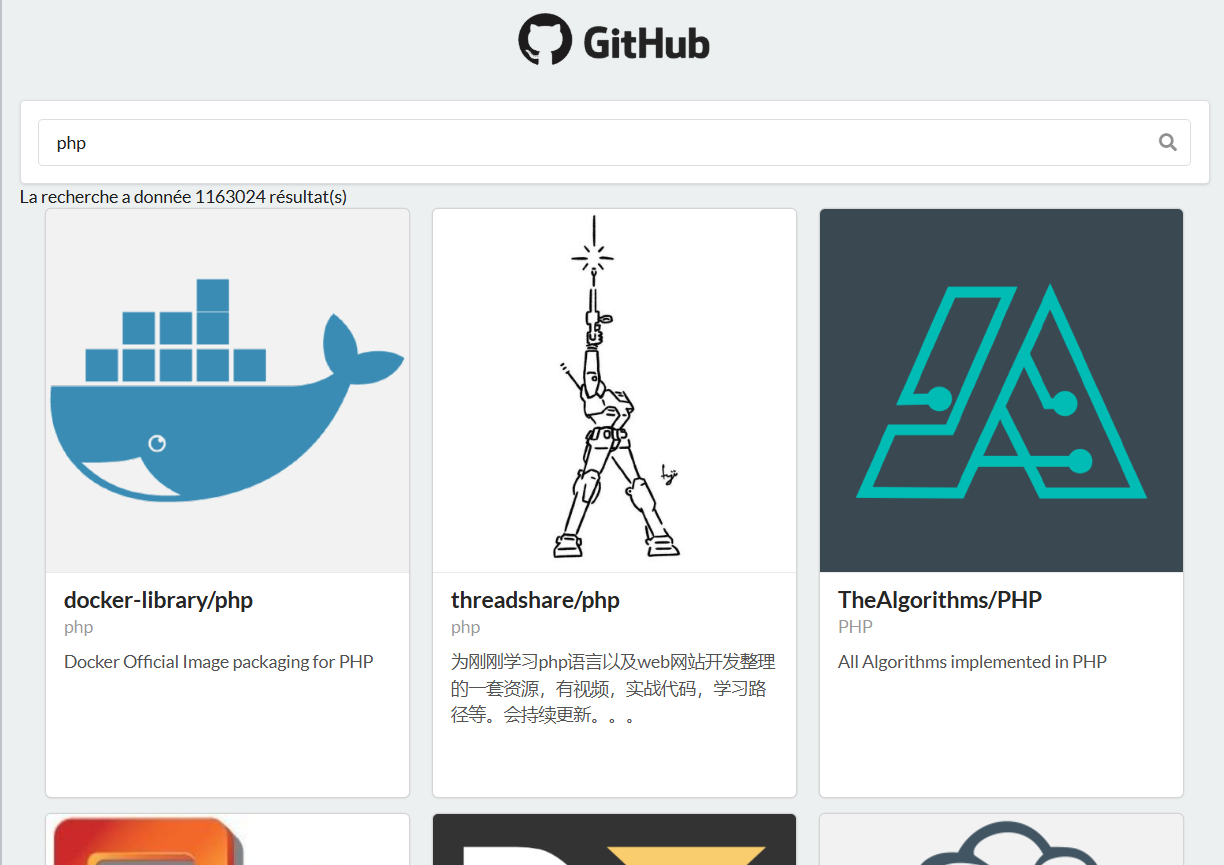 GitHub
php
La recherche a donnée 1163024 résultat(s)
docker-library/php
php
Docker Official Image packaging for PHP
threadshare/php
php
为刚刚学习php语言以及web网站开发整理
的一套资源，有视频，实战代码，学习路
径等。会持续更新。。。
TheAlgorithms/PHP
PHP
All Algorithms implemented in PHP